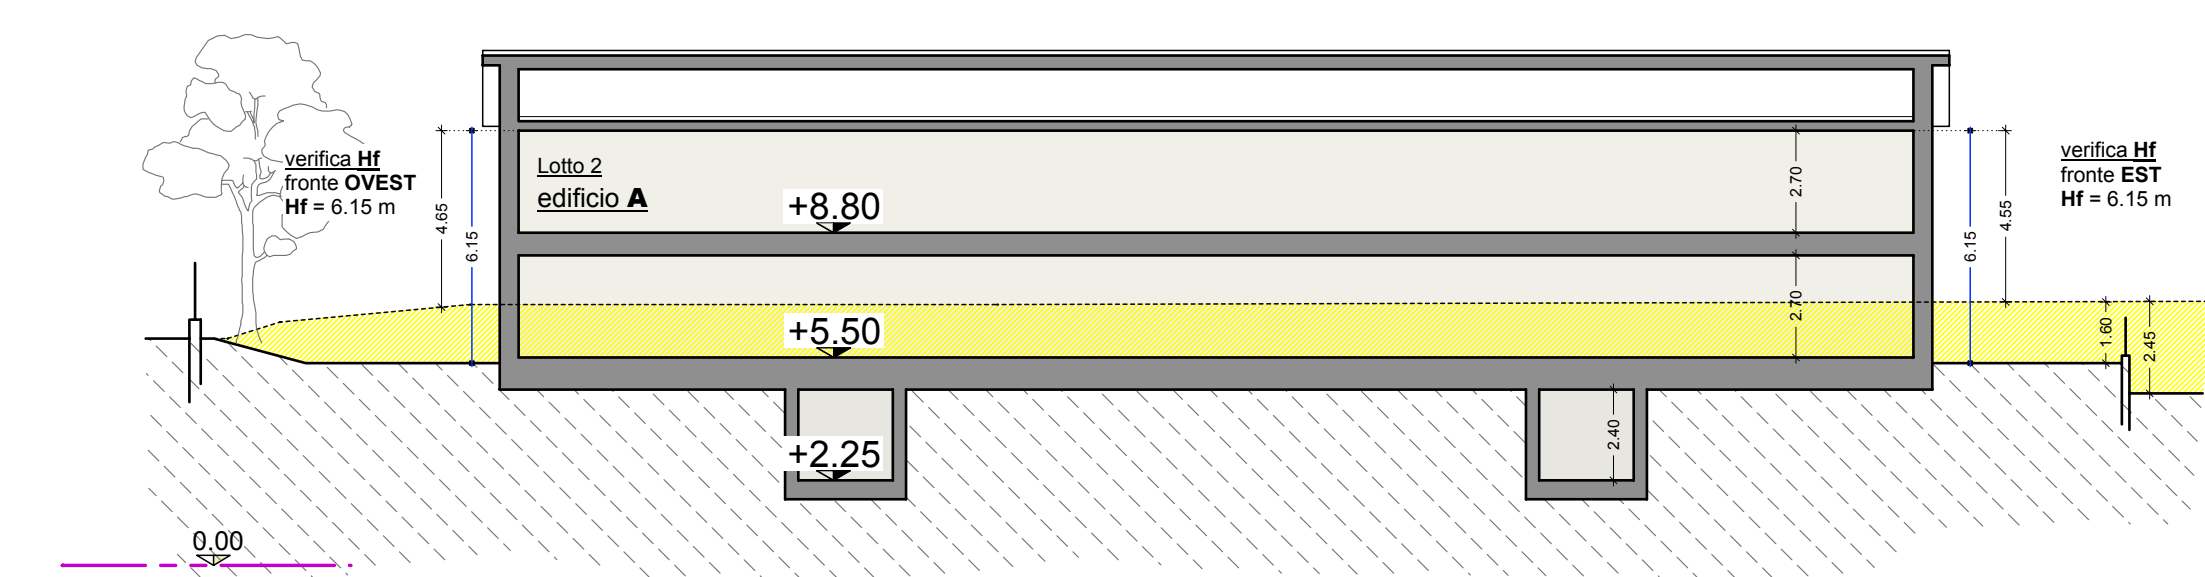 verifica Hf
fronte OVEST
Hf = 6.15 m
4.65
6.15
Lotto 2
edificio A
+8.80
2.70
+5.50
2.70
+2.25
2.40
0.00
6.15
4.55
verifica Hf
fronte EST
Hf = 6.15 m
1.60
2.45